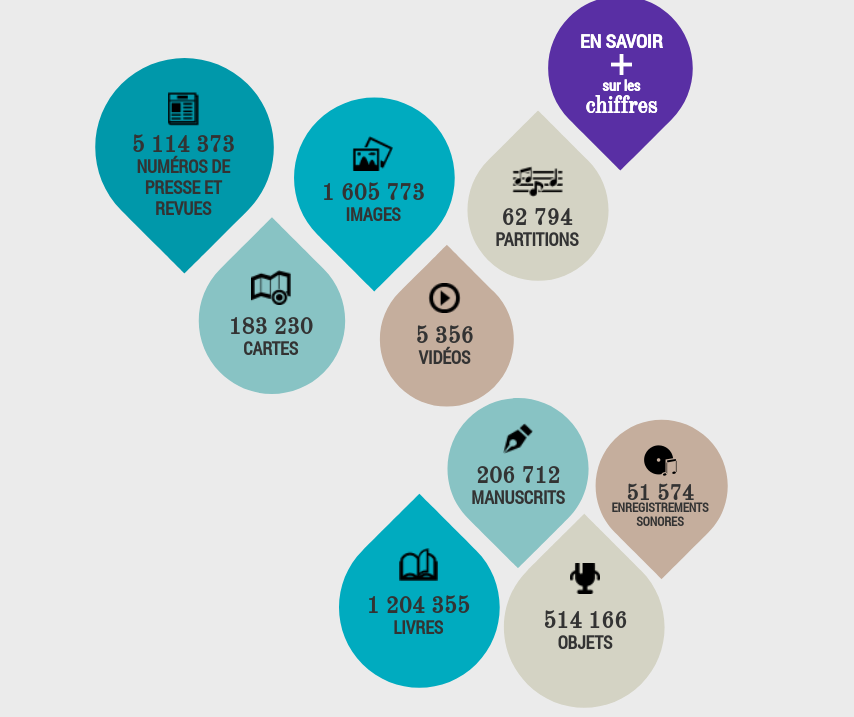 EN SAVOIR
+
sur les
chiffres
5 114 373
NUMÉROS DE
PRESSE ET
REVUES
1 605 773
IMAGES
62 794
PARTITIONS
183 230
CARTES
5 356
VIDÉOS
206 712
MANUSCRITS
51 574
ENREGISTREMENTS
SONORES
1 204 355
LIVRES
514 166
OBJETS